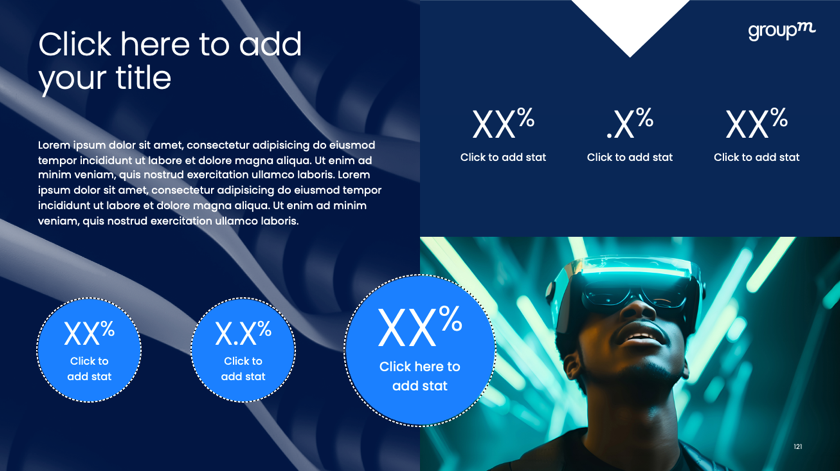 Click here to add
your title
Lorem ipsum dolor sit amet, consectetur adipisicing do eiusmod
tempor incididunt ut labore et dolore magna aliqua. Ut enim ad
minim veniam, quis nostrud exercitation ullamco laboris. Lorem
ipsum dolor sit amet, consectetur adipisicing do eiusmod tempor
incididunt ut labore et dolore magna aliqua. Ut enim ad minim
veniam, quis nostrud exercitation ullamco laboris.
XX%
Click to
add stat
X.X%
Click to
add stat
XX%
Click here to
add stat
groupm
XX%
Click to add stat
.X%
Click to add stat
XX%
Click to add stat
121